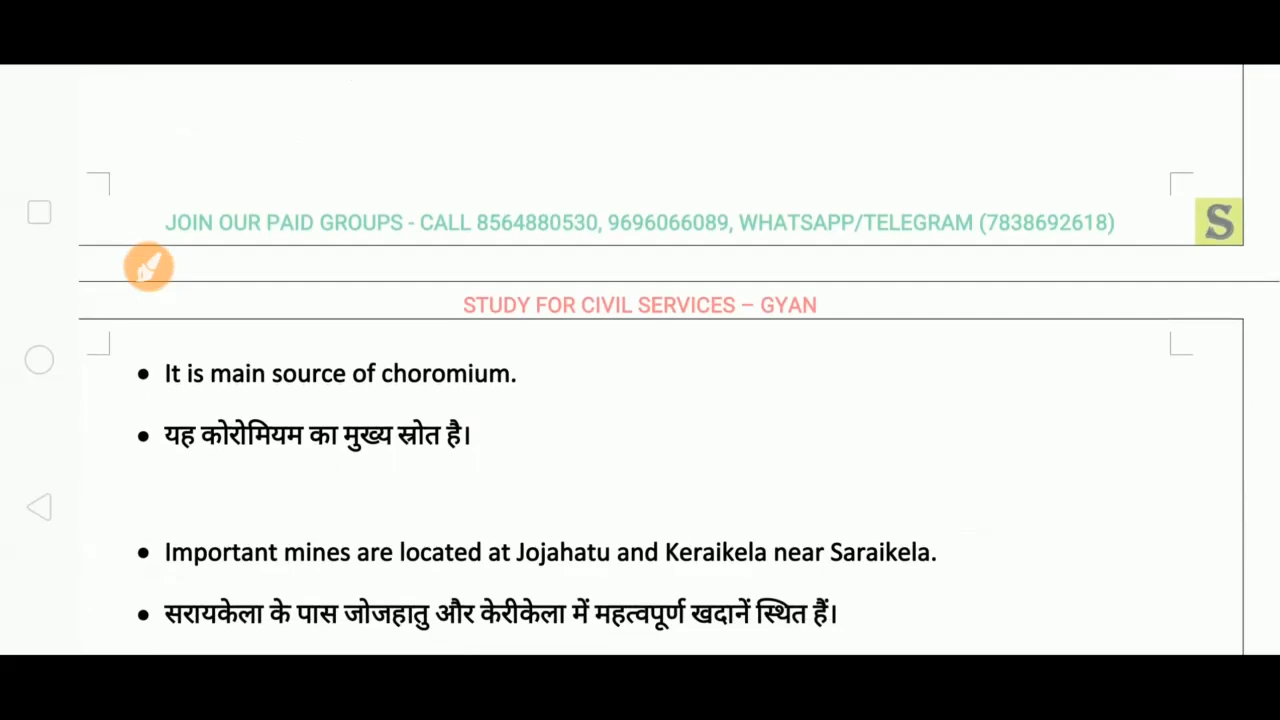 JOIN OUR PAID GROUPS - CALL 8564880530, 9696066089, WHATSAPP/TELEGRAM (7838692618)
S
STUDY FOR CIVIL SERVICES – GYAN
• It is main source of choromium.
• यह कोरोमियम का मुख्य स्रोत है।
• Important mines are located at Jojahatu and Keraikela near Saraikela.
• सरायकेला के पास जोजहातु और केरीकेला में महत्वपूर्ण खदानें स्थित हैं।